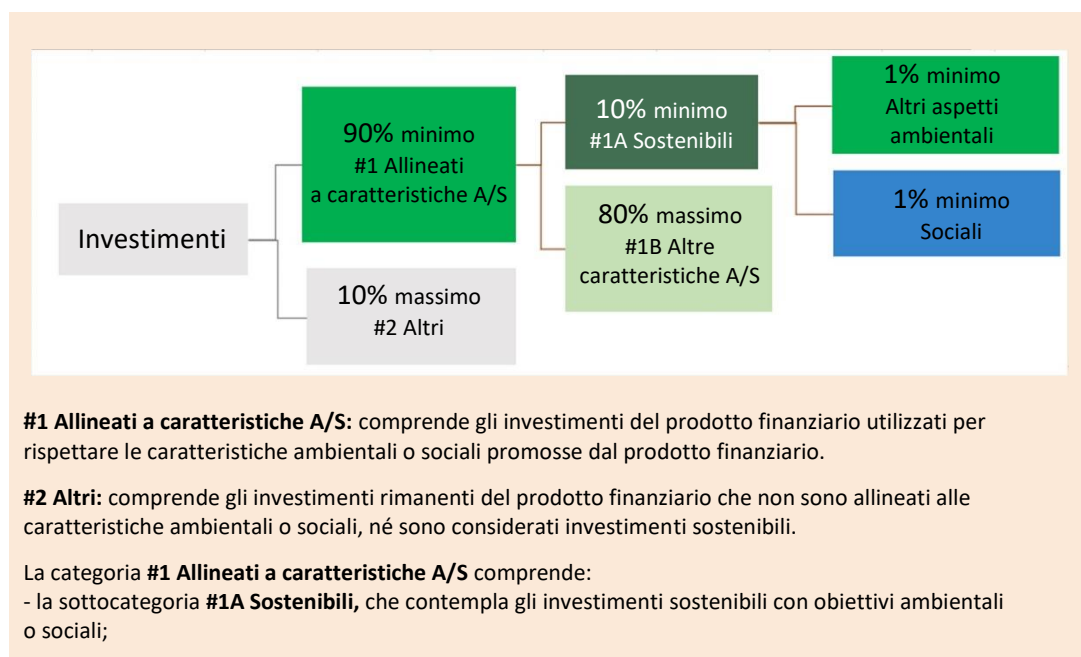 Investimenti
90% minimo
#1 Allineati
a caratteristiche A/S
10% massimo
#2 Altri
10% minimo
#1A Sostenibili
80% massimo
#1B Altre
caratteristiche A/S
1% minimo
Altri aspetti
ambientali
1% minimo
Sociali
#1 Allineati a caratteristiche A/S: comprende gli investimenti del prodotto finanziario utilizzati per
rispettare le caratteristiche ambientali o sociali promosse dal prodotto finanziario.
#2 Altri: comprende gli investimenti rimanenti del prodotto finanziario che non sono allineati alle
caratteristiche ambientali o sociali, né sono considerati investimenti sostenibili.
La categoria #1 Allineati a caratteristiche A/S comprende:
- la sottocategoria #1A Sostenibili, che contempla gli investimenti sostenibili con obiettivi ambientali
o sociali;